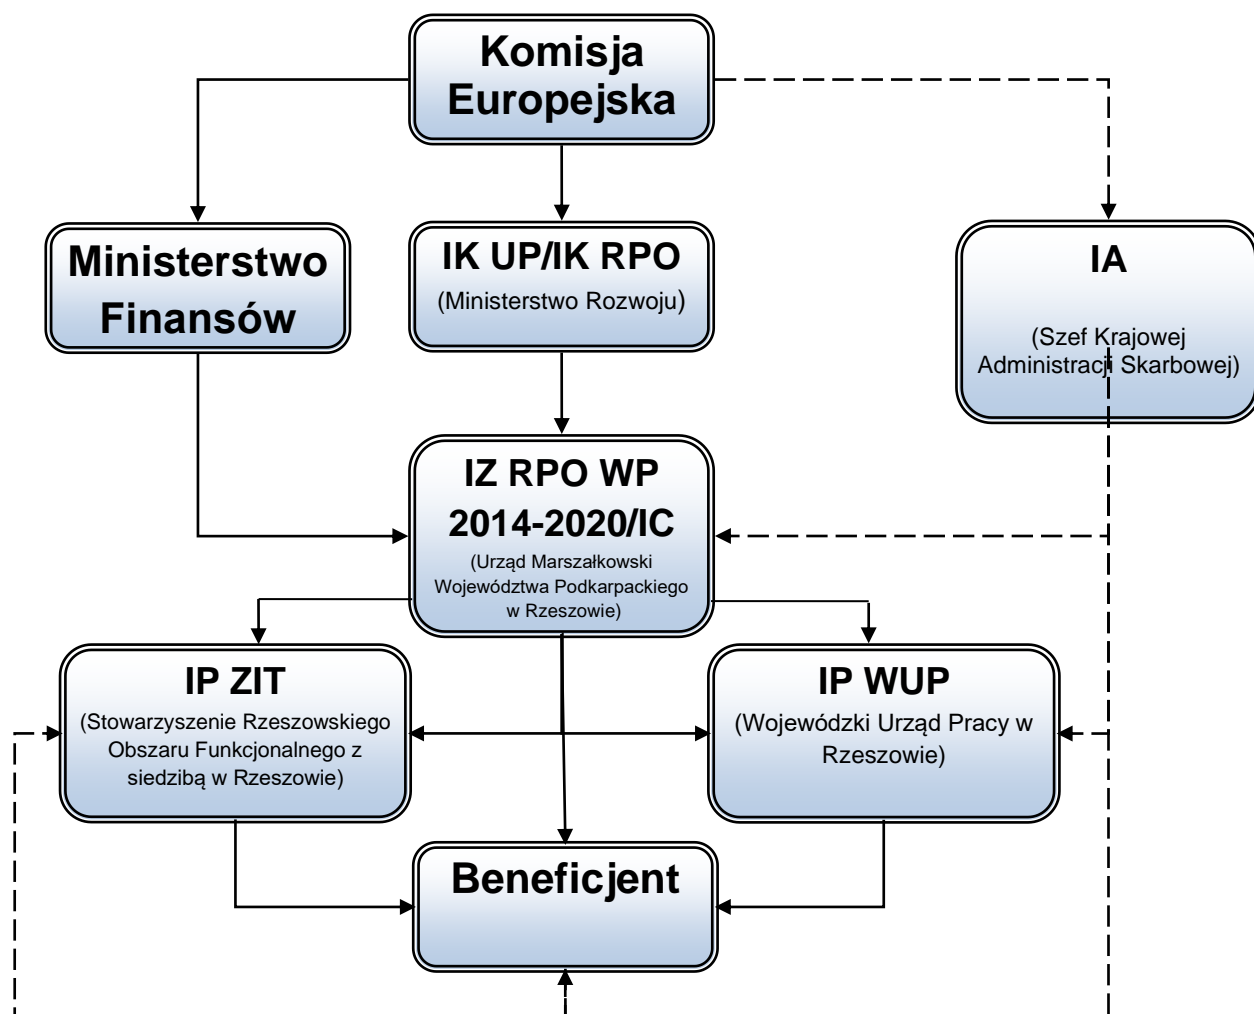 Komisja
Europejska
Ministerstwo
Finansów
IK UP/IK RPO
(Ministerstwo Rozwoju)
IA
(Szef Krajowej
Administracji Skarbowej)
IZ RPO WP
2014-2020/IC
(Urząd Marszałkowski
Województwa Podkarpackiego
w Rzeszowie)
IP ZIT
(Stowarzyszenie Rzeszowskiego
Obszaru Funkcjonalnego z
siedzibą w Rzeszowie)
IP WUP
(Wojewódzki Urząd Pracy w
Rzeszowie)
Beneficjent